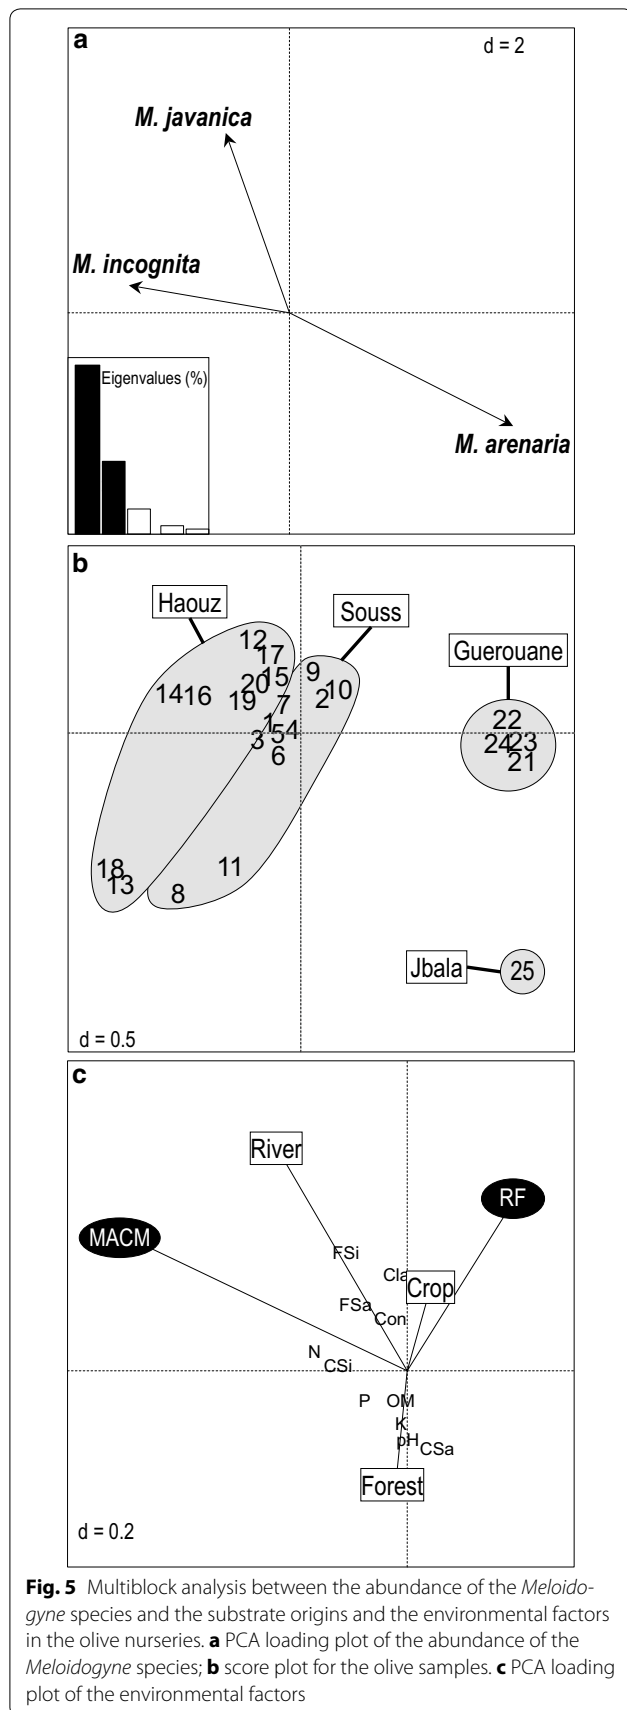 a
d = 2
M. javanica
M. incognita
Eigenvalues (%)
M. arenaria
b
Haouz
Souss
Guerouane
12
17
9
15
20
10
14 16
2
19
7
22
1
5 4
3
23
24
6
21
18
11
13
8
Jbala
25
d = 0.5
c
River
RF
MACM
FSi
Cla
Crop
FSa
Con
N
CSi
P
OM
K
pH
CSa
Forest
d = 0.2
Fig. 5 Multiblock analysis between the abundance of the Meloido-
gyne species and the substrate origins and the environmental factors
in the olive nurseries. a PCA loading plot of the abundance of the
Meloidogyne species; b score plot for the olive samples. c PCA loading
plot of the environmental factors